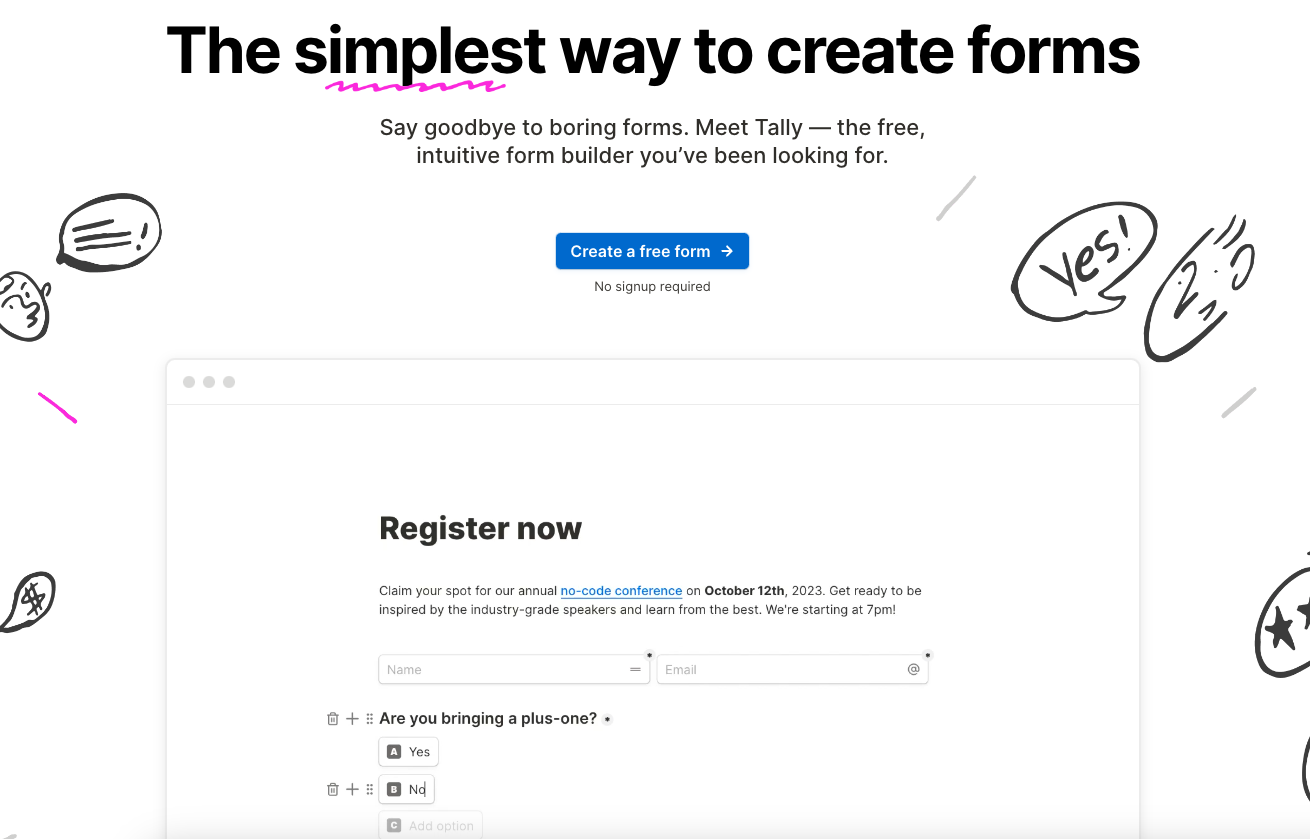 The simplest way to create forms
Say goodbye to boring forms. Meet Tally — the free,
intuitive form builder you’ve been looking for.
Yes!
Create a free form →
No signup required
Register now
Claim your spot for our annual no-code conference on October 12th, 2023. Get ready to be
inspired by the industry-grade speakers and learn from the best. We're starting at 7pm!
$
Name
Email @
Are you bringing a plus-one? *
A Yes
B No
C Add option